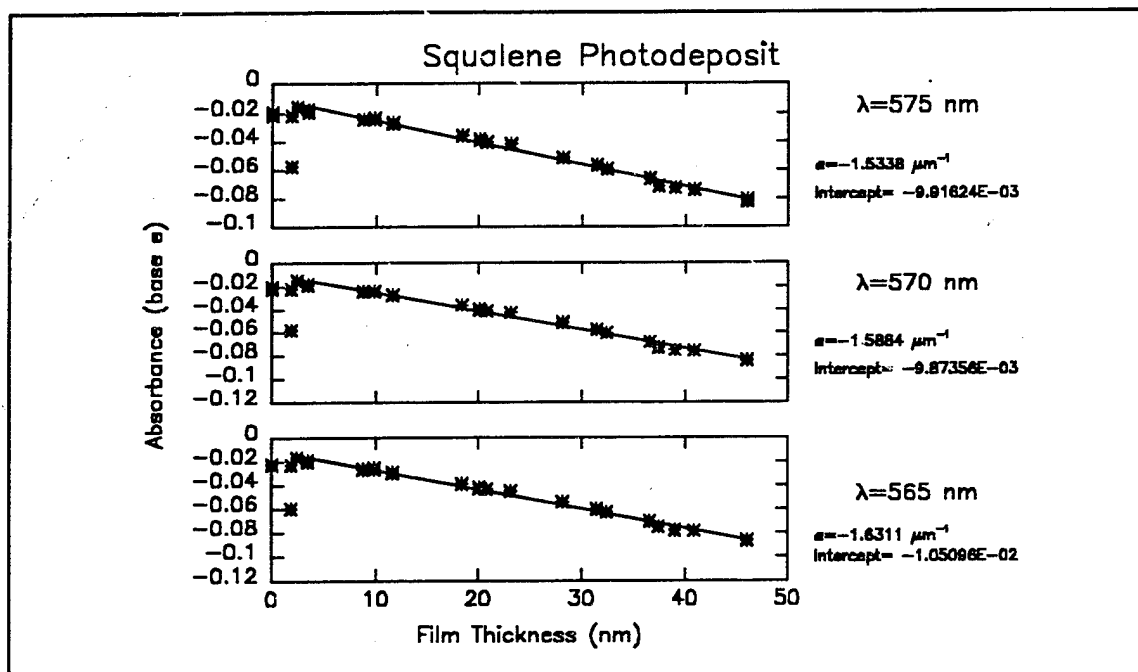 Squalene Photodeposit
0
−0.02
−0.04
−0.06
−0.08
−0.1
λ=575 nm
α=−1.5338 μm⁻¹
Intercept= −9.91624E−03
0
−0.02
−0.04
−0.06
−0.08
−0.1
−0.12
λ=570 nm
α=−1.5884 μm⁻¹
Intercept= −9.87356E−03
0
−0.02
−0.04
−0.06
−0.08
−0.1
−0.12
λ=565 nm
α=−1.6311 μm⁻¹
Intercept= −1.05096E−02
Absorbance (base e)
0 10 20 30 40 50
Film Thickness (nm)